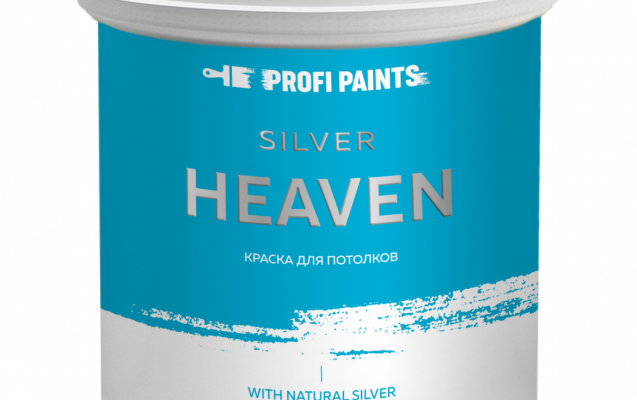 PROFI PAINTS
SILVER
HEAVEN
КРАСКА ДЛЯ ПОТОЛКОВ
WITH NATURAL SILVER